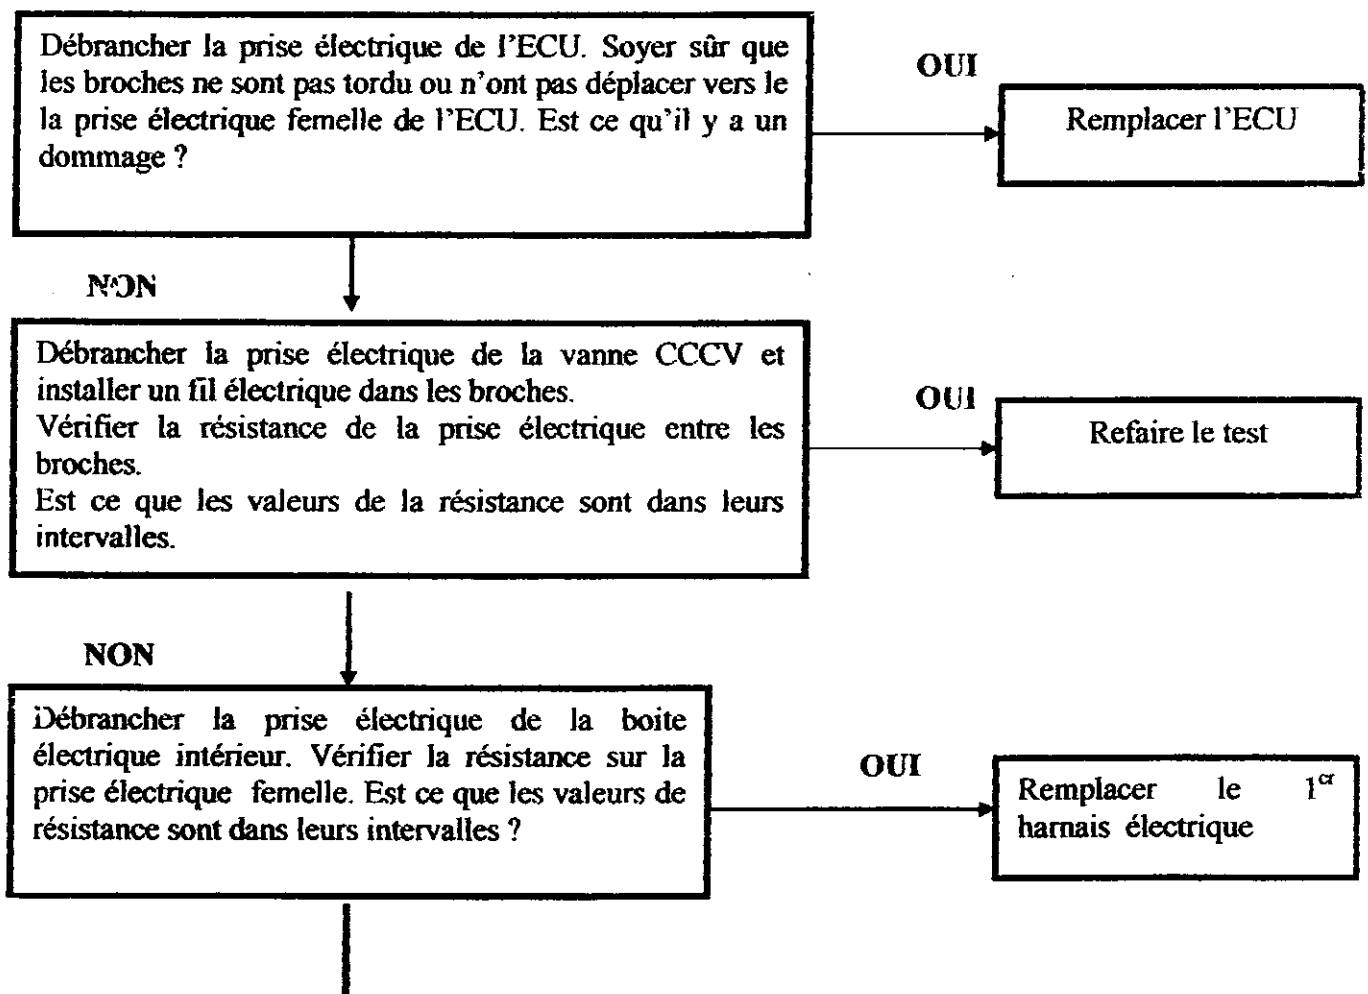 Débrancher la prise électrique de l'ECU. Soyer sûr que
les broches ne sont pas tordu ou n'ont pas déplacer vers le
la prise électrique femelle de l'ECU. Est ce qu'il y a un
dommage ?
OUI
Remplacer l'ECU
NON
Débrancher la prise électrique de la vanne CCCV et
installer un fil électrique dans les broches.
Vérifier la résistance de la prise électrique entre les
broches.
Est ce que les valeurs de la résistance sont dans leurs
intervalles.
OUI
Refaire le test
NON
Débrancher la prise électrique de la boite
électrique intérieur. Vérifier la résistance sur la
prise électrique femelle. Est ce que les valeurs de
résistance sont dans leurs intervalles ?
OUI
Remplacer le 1er
harnais électrique